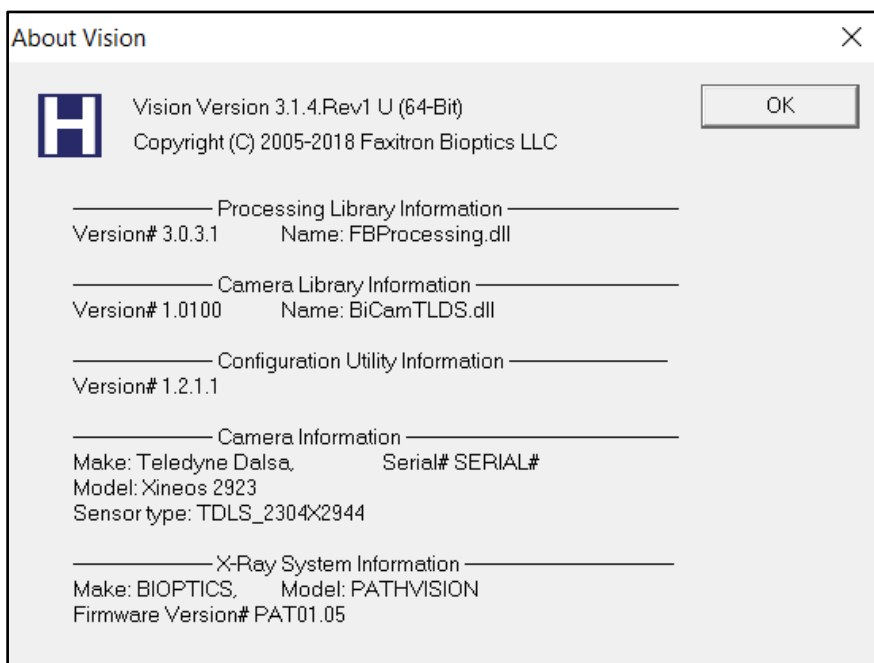 About Vision
H
Vision Version 3.1.4.Rev1 U (64-Bit)
OK
Copyright (C) 2005-2018 Faxitron Bioptics LLC
Processing Library Information
Version# 3.0.3.1 Name: FBProcessing.dll
Camera Library Information
Version# 1.0100 Name: BiCamTLDS.dll
Configuration Utility Information
Version# 1.2.1.1
Camera Information
Make: Teledyne Dalsa, Serial# SERIAL#
Model: Xineos 2923
Sensor type: TDLS_2304X2944
X-Ray System Information
Make: BIOPTICS, Model: PATHVISION
Firmware Version# PAT01.05